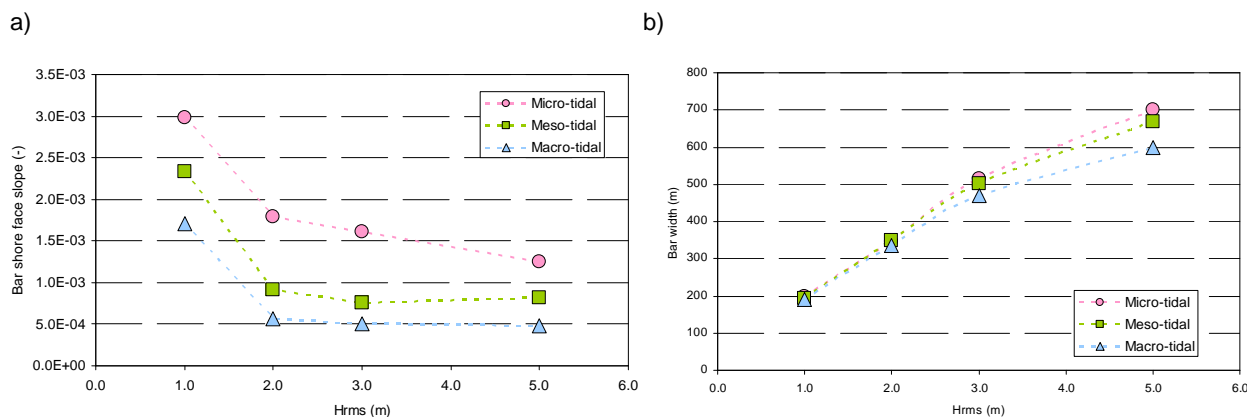 a)
Bar shore face slope (-)
3.5E-03
3.0E-03
2.5E-03
2.0E-03
1.5E-03
1.0E-03
5.0E-04
0.0E+00
0.0 1.0 2.0 3.0 4.0 5.0 6.0
Hrms (m)
Micro-tidal
Meso-tidal
Macro-tidal
b)
Bar width (m)
800
700
600
500
400
300
200
100
0
0.0 1.0 2.0 3.0 4.0 5.0 6.0
Hrms (m)
Micro-tidal
Meso-tidal
Macro-tidal